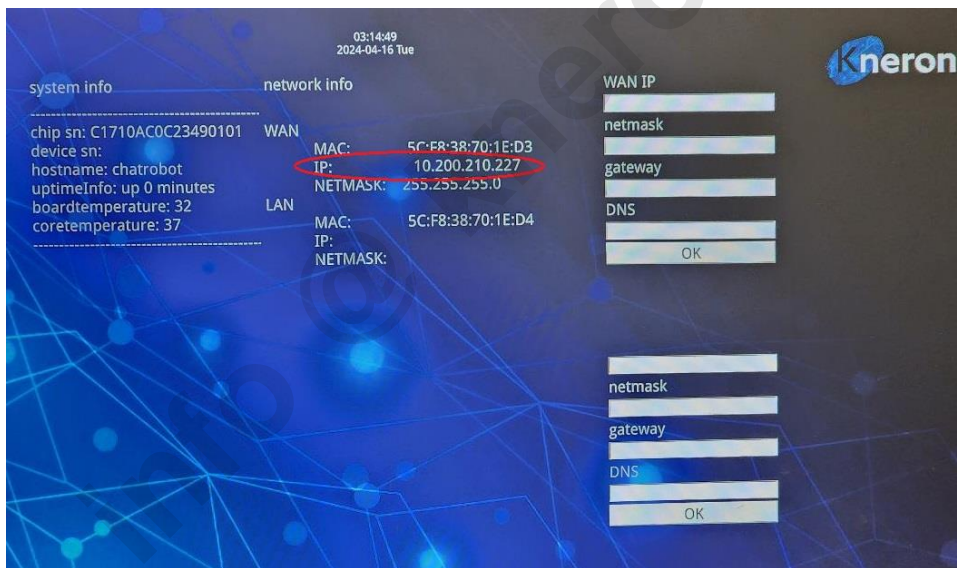 03:14:49
2024-04-16 Tue
Kneron
system info
chip sn: C1710AC0C23490101
device sn:
hostname: chatrobot
uptimeInfo: up 0 minutes
boardtemperature: 32
coretemperature: 37
network info
WAN
MAC: 5C:F8:38:70:1E:D3
IP: 10.200.210.227
NETMASK: 255.255.255.0
LAN
MAC: 5C:F8:38:70:1E:D4
IP:
NETMASK:
WAN IP
netmask
gateway
DNS
OK
netmask
gateway
DNS
OK
info @ kneron